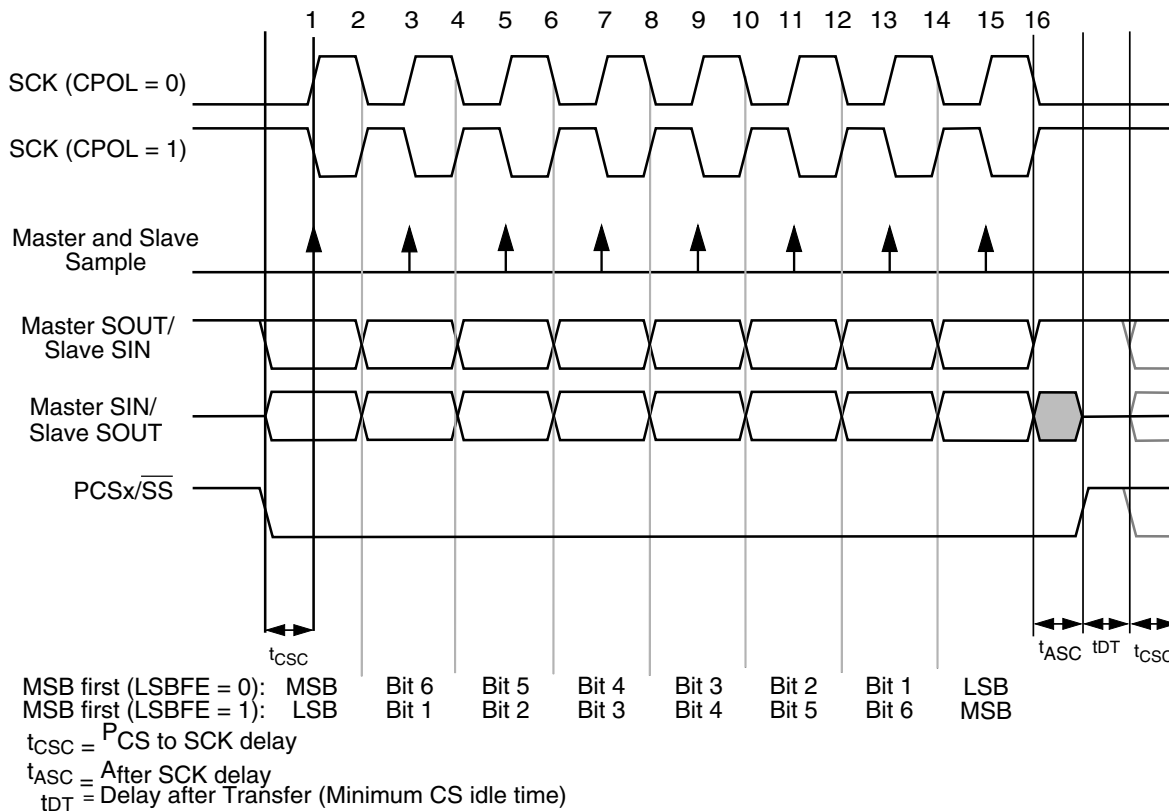 1 2 3 4 5 6 7 8 9 10 11 12 13 14 15 16
SCK (CPOL = 0)
SCK (CPOL = 1)
Master and Slave
Sample
Master SOUT/
Slave SIN
Master SIN/
Slave SOUT
PCSx/SS
tCSC
tASC tDT tCSC
MSB first (LSBFE = 0): MSB Bit 6 Bit 5 Bit 4 Bit 3 Bit 2 Bit 1 LSB
MSB first (LSBFE = 1): LSB Bit 1 Bit 2 Bit 3 Bit 4 Bit 5 Bit 6 MSB
tCSC = PCS to SCK delay
tASC = After SCK delay
tDT = Delay after Transfer (Minimum CS idle time)